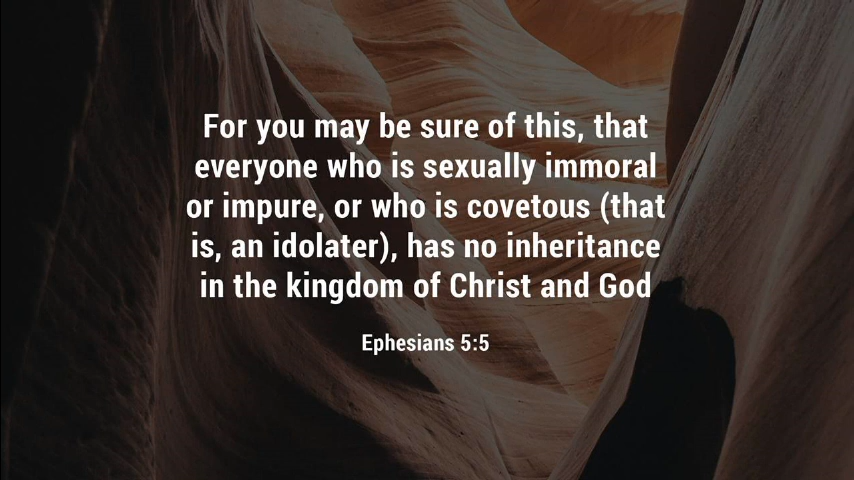 For you may be sure of this, that
everyone who is sexually immoral
or impure, or who is covetous (that
is, an idolater), has no inheritance
in the kingdom of Christ and God
Ephesians 5:5